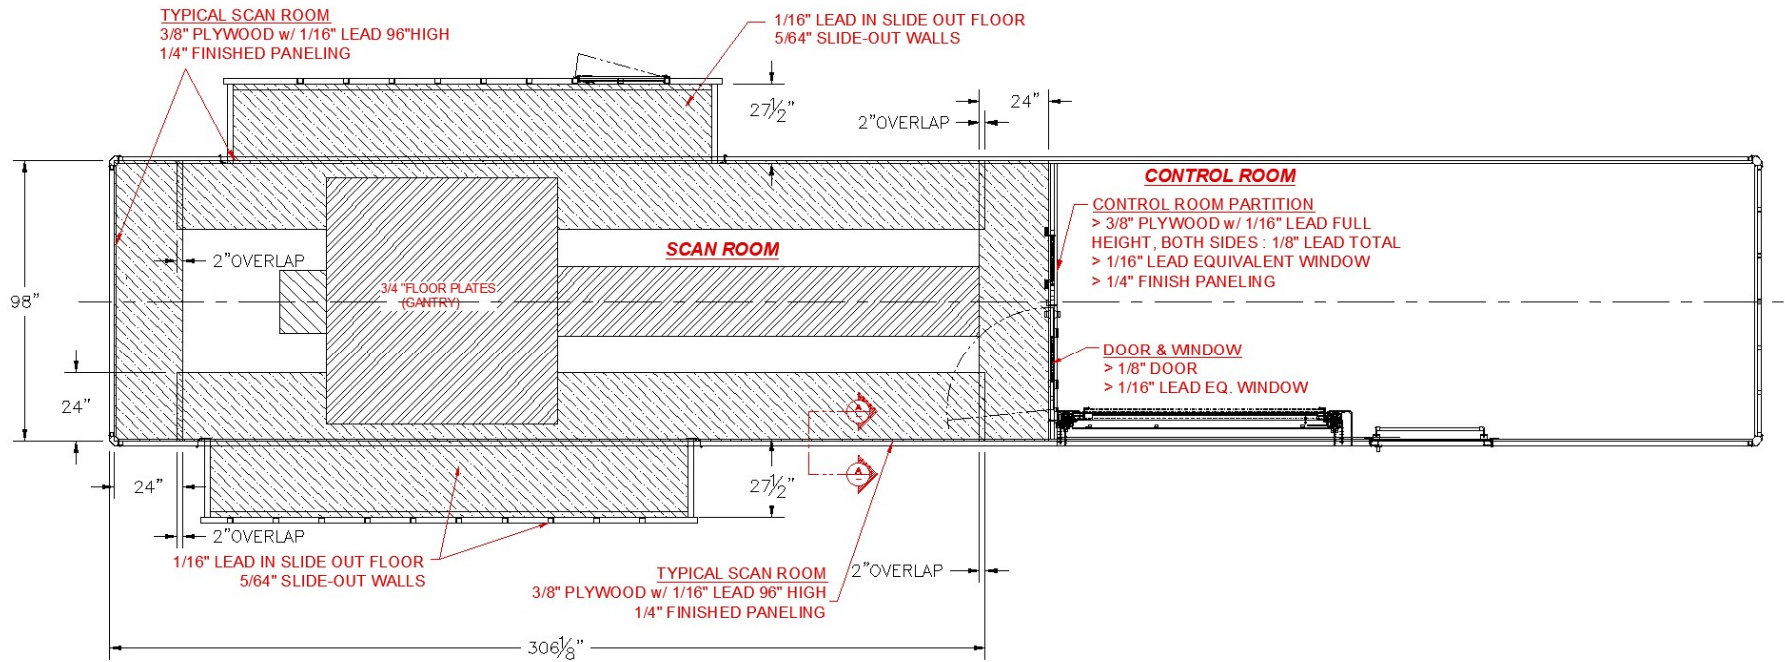 TYPICAL SCAN ROOM
3/8" PLYWOOD w/ 1/16" LEAD 96"HIGH
1/4" FINISHED PANELING
1/16" LEAD IN SLIDE OUT FLOOR
5/64" SLIDE-OUT WALLS
27½"
24"
2"OVERLAP
CONTROL ROOM
CONTROL ROOM PARTITION
> 3/8" PLYWOOD w/ 1/16" LEAD FULL
HEIGHT, BOTH SIDES : 1/8" LEAD TOTAL
> 1/16" LEAD EQUIVALENT WINDOW
> 1/4" FINISH PANELING
SCAN ROOM
2"OVERLAP
3/4 "FLOOR PLATES
(GANTRY)
98"
DOOR & WINDOW
> 1/8" DOOR
> 1/16" LEAD EQ. WINDOW
24"
A
A
24"
27½"
2"OVERLAP
1/16" LEAD IN SLIDE OUT FLOOR
5/64" SLIDE-OUT WALLS
TYPICAL SCAN ROOM
3/8" PLYWOOD w/ 1/16" LEAD 96" HIGH
1/4" FINISHED PANELING
2"OVERLAP
306⅛"